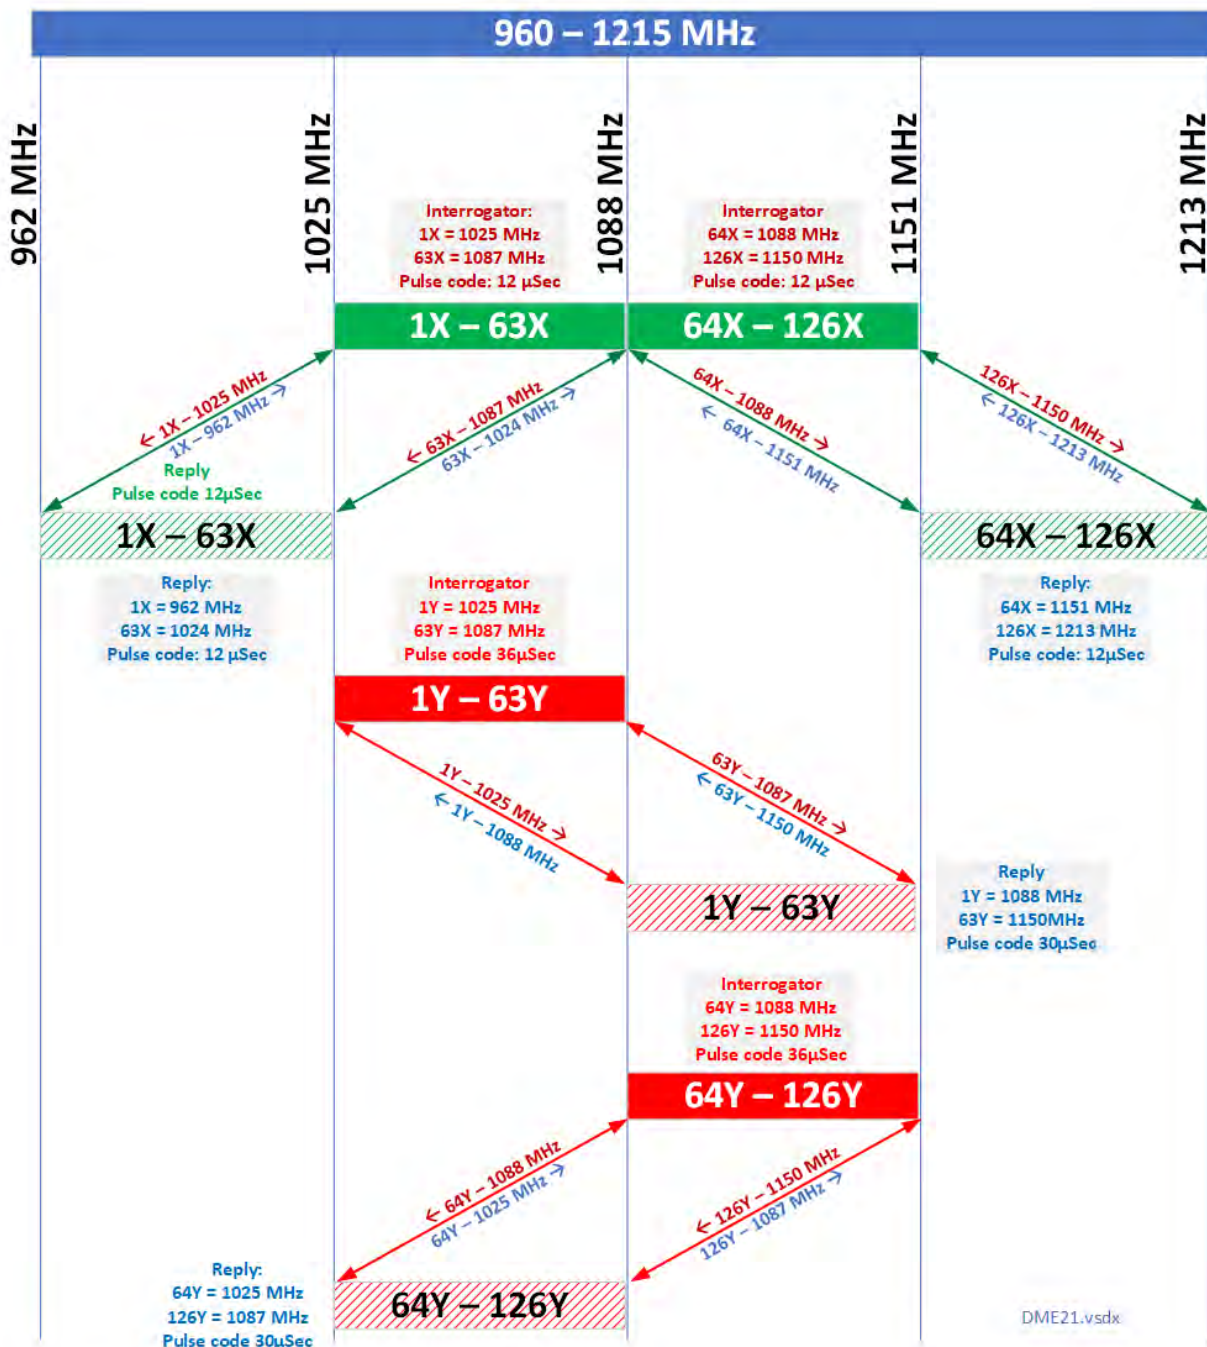 960 – 1215 MHz
962 MHz
1025 MHz
1088 MHz
1151 MHz
1213 MHz
Interrogator:
1X = 1025 MHz
63X = 1087 MHz
Pulse code: 12 µSec
Interrogator
64X = 1088 MHz
126X = 1150 MHz
Pulse code: 12 µSec
1X – 63X
64X – 126X
← 1X – 1025 MHz
1X – 962 MHz →
← 63X – 1087 MHz
63X – 1024 MHz →
64X – 1088 MHz →
← 64X – 1151 MHz
126X – 1150 MHz →
← 126X – 1213 MHz
Reply
Pulse code 12µSec
1X – 63X
64X – 126X
Reply:
1X = 962 MHz
63X = 1024 MHz
Pulse code: 12 µSec
Interrogator
1Y = 1025 MHz
63Y = 1087 MHz
Pulse code 36µSec
Reply:
64X = 1151 MHz
126X = 1213 MHz
Pulse code: 12µSec
1Y – 63Y
1Y – 1025 MHz →
← 1Y – 1088 MHz
63Y – 1087 MHz →
← 63Y – 1150 MHz
1Y – 63Y
Reply
1Y = 1088 MHz
63Y = 1150MHz
Pulse code 30µSec
Interrogator
64Y = 1088 MHz
126Y = 1150 MHz
Pulse code 36µSec
64Y – 126Y
← 64Y – 1088 MHz
64Y – 1025 MHz →
← 126Y – 1150 MHz
126Y – 1087 MHz →
Reply:
64Y = 1025 MHz
126Y = 1087 MHz
Pulse code 30µSec
64Y – 126Y
DME21.vsdx